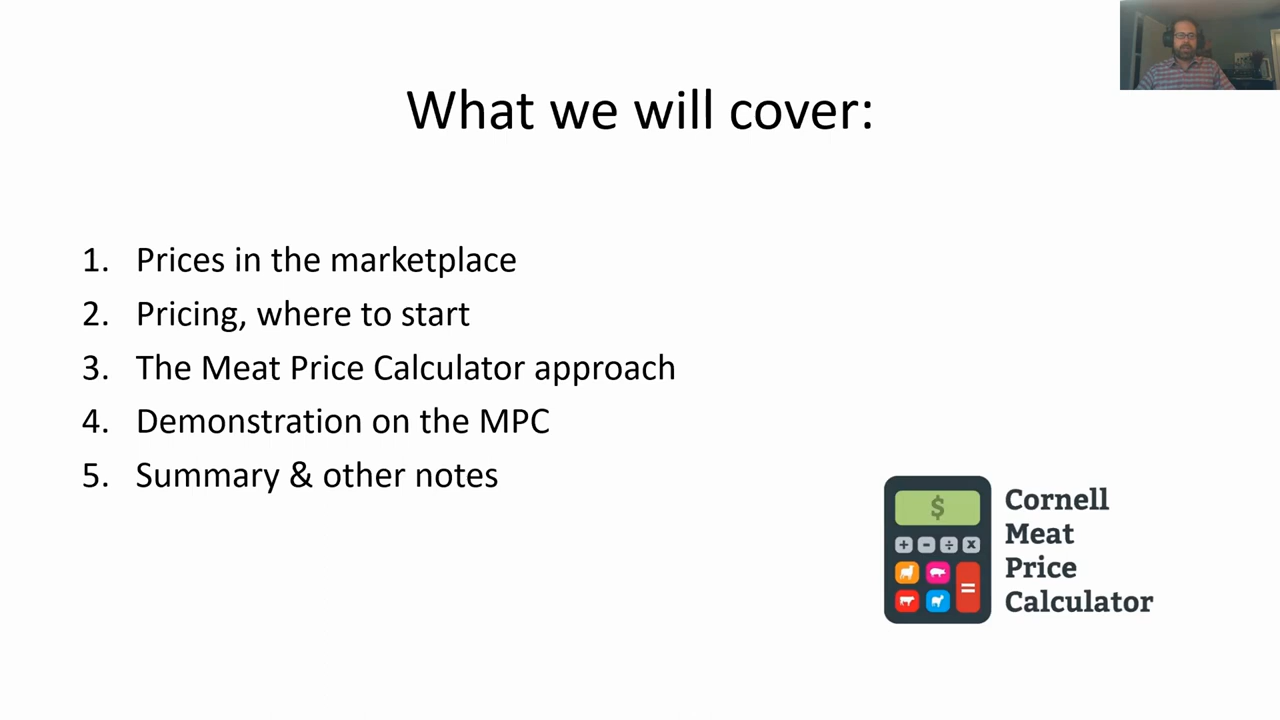 What we will cover:
1. Prices in the marketplace
2. Pricing, where to start
3. The Meat Price Calculator approach
4. Demonstration on the MPC
5. Summary & other notes
$
+ - ÷ x
=
Cornell
Meat
Price
Calculator